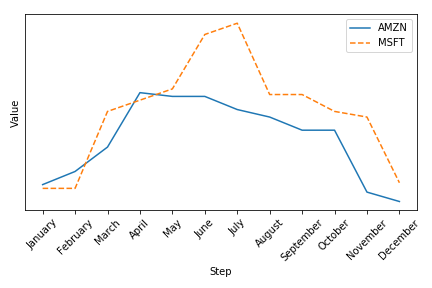 AMZN
MSFT
Value
January
February
March
April
May
June
July
August
September
October
November
December
Step